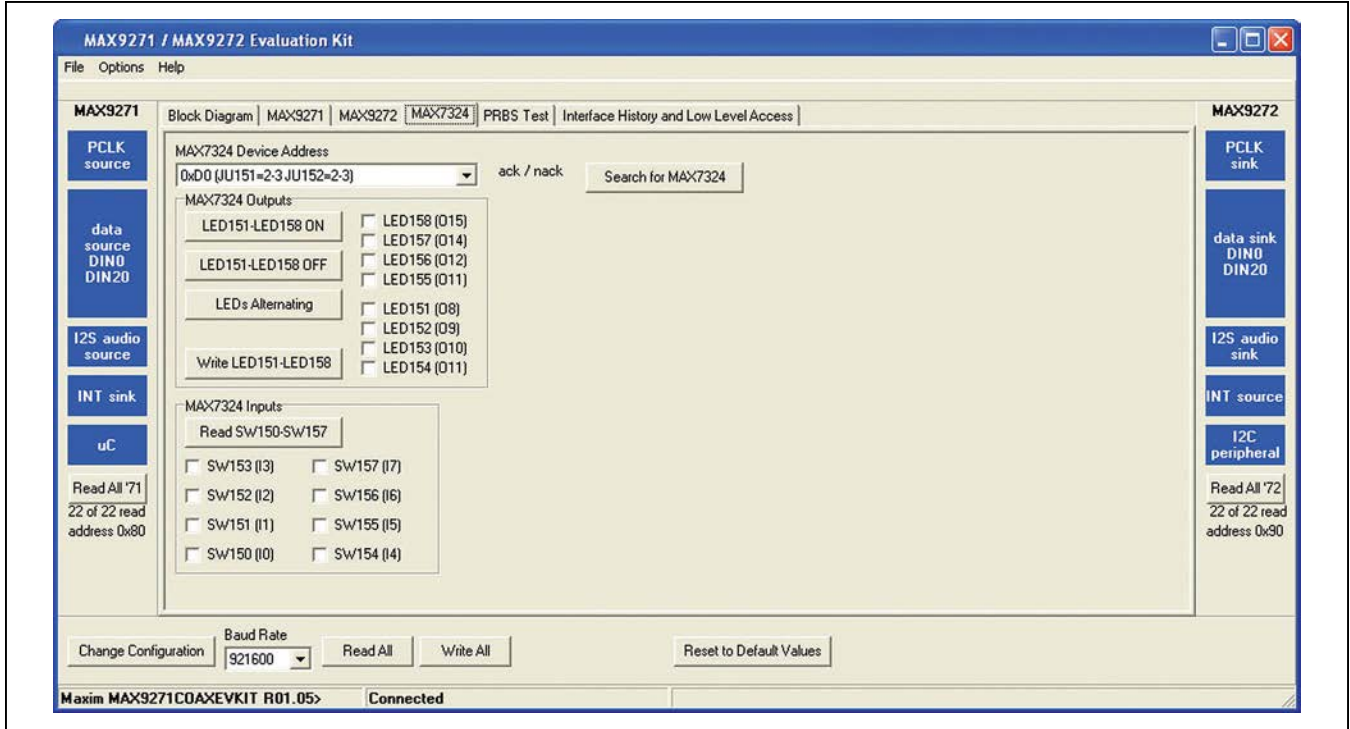 MAX9271 / MAX9272 Evaluation Kit
File Options Help
MAX9271
PCLK
source
data
source
DIN0
DIN20
I2S audio
source
INT sink
uC
Read All '71
22 of 22 read
address 0x80
Block Diagram MAX9271 MAX9272 MAX7324 PRBS Test Interface History and Low Level Access
MAX7324 Device Address
0xD0 (JU151=2-3 JU152=2-3)
ack / nack
Search for MAX7324
MAX7324 Outputs
LED151-LED158 ON
LED151-LED158 OFF
LEDs Alternating
Write LED151-LED158
LED158 (O15)
LED157 (O14)
LED156 (O12)
LED155 (O11)
LED151 (O8)
LED152 (O9)
LED153 (O10)
LED154 (O11)
MAX7324 Inputs
Read SW150-SW157
SW153 (I3) SW157 (I7)
SW152 (I2) SW156 (I6)
SW151 (I1) SW155 (I5)
SW150 (I0) SW154 (I4)
MAX9272
PCLK
sink
data sink
DIN0
DIN20
I2S audio
sink
INT source
I2C
peripheral
Read All '72
22 of 22 read
address 0x90
Change Configuration
Baud Rate
921600
Read All
Write All
Reset to Default Values
Maxim MAX9271COAXEVKIT R01.05> Connected